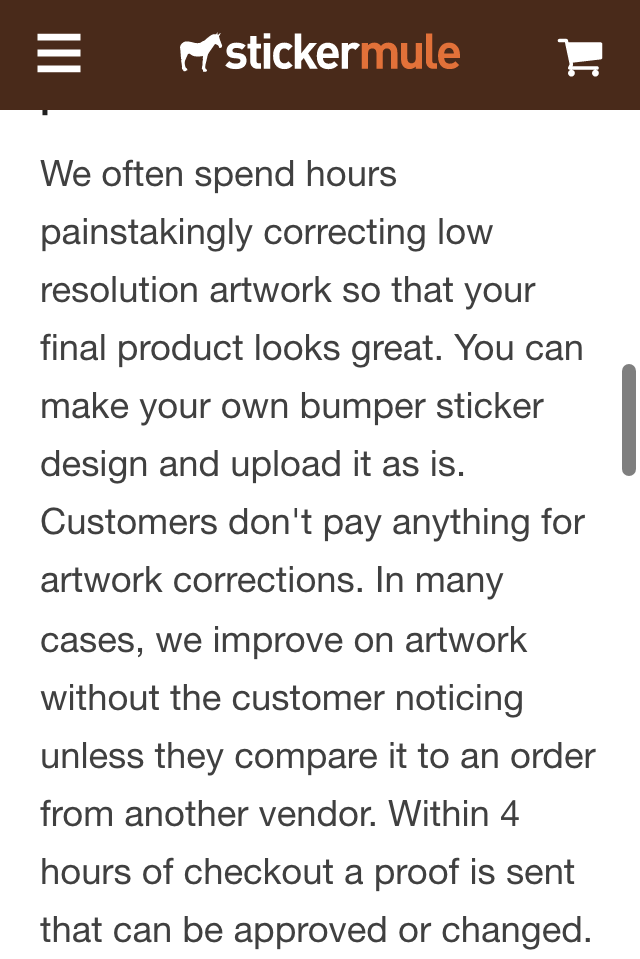 stickermule
We often spend hours
painstakingly correcting low
resolution artwork so that your
final product looks great. You can
make your own bumper sticker
design and upload it as is.
Customers don't pay anything for
artwork corrections. In many
cases, we improve on artwork
without the customer noticing
unless they compare it to an order
from another vendor. Within 4
hours of checkout a proof is sent
that can be approved or changed.